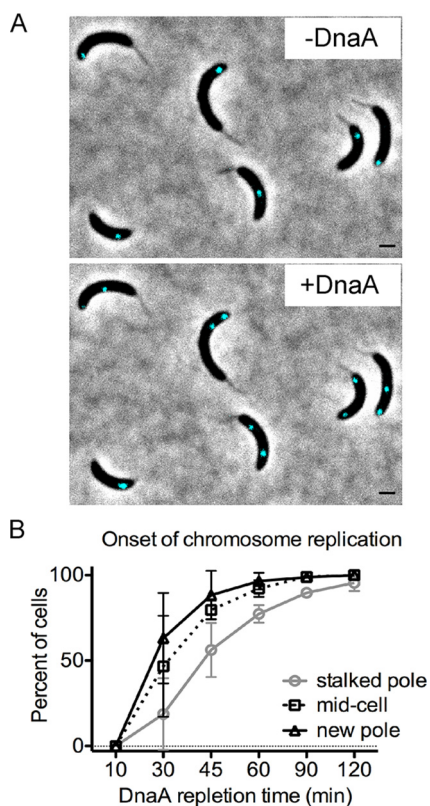 A
-DnaA
+DnaA
B
Onset of chromosome replication
Percent of cells
100
50
0
stalked pole
mid-cell
new pole
10 30 45 60 90 120
DnaA repletion time (min)